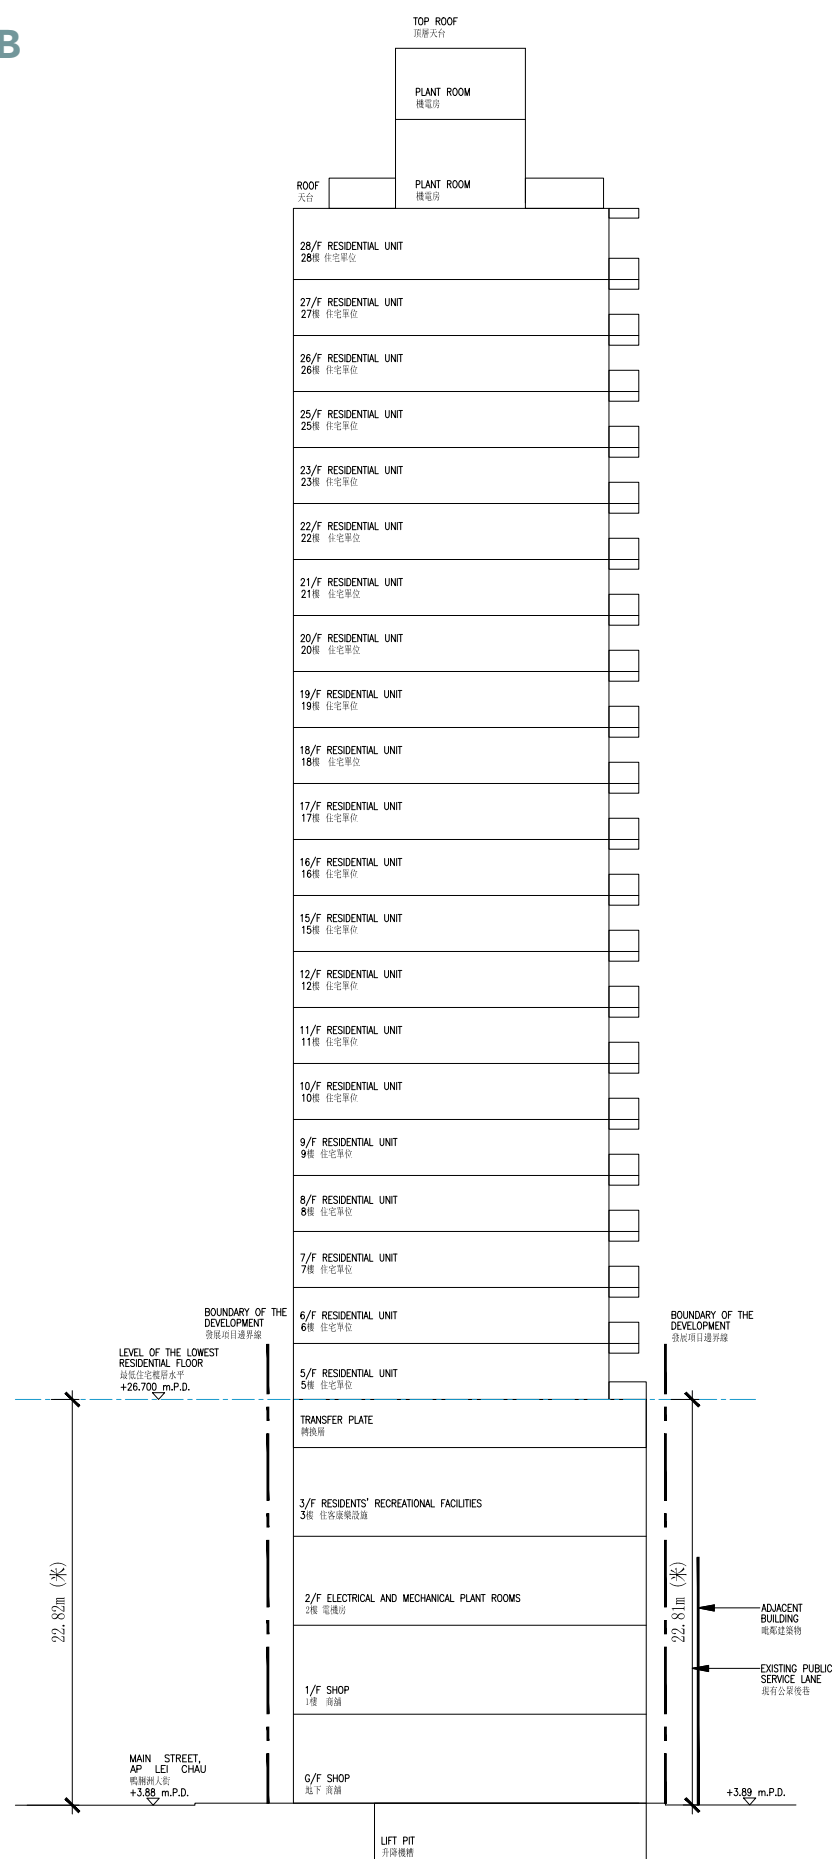 B
TOP ROOF
頂層天台
PLANT ROOM
機電房
ROOF
天台
PLANT ROOM
機電房
28/F RESIDENTIAL UNIT
28樓 住宅單位
27/F RESIDENTIAL UNIT
27樓 住宅單位
26/F RESIDENTIAL UNIT
26樓 住宅單位
25/F RESIDENTIAL UNIT
25樓 住宅單位
23/F RESIDENTIAL UNIT
23樓 住宅單位
22/F RESIDENTIAL UNIT
22樓 住宅單位
21/F RESIDENTIAL UNIT
21樓 住宅單位
20/F RESIDENTIAL UNIT
20樓 住宅單位
19/F RESIDENTIAL UNIT
19樓 住宅單位
18/F RESIDENTIAL UNIT
18樓 住宅單位
17/F RESIDENTIAL UNIT
17樓 住宅單位
16/F RESIDENTIAL UNIT
16樓 住宅單位
15/F RESIDENTIAL UNIT
15樓 住宅單位
12/F RESIDENTIAL UNIT
12樓 住宅單位
11/F RESIDENTIAL UNIT
11樓 住宅單位
10/F RESIDENTIAL UNIT
10樓 住宅單位
9/F RESIDENTIAL UNIT
9樓 住宅單位
8/F RESIDENTIAL UNIT
8樓 住宅單位
7/F RESIDENTIAL UNIT
7樓 住宅單位
6/F RESIDENTIAL UNIT
6樓 住宅單位
BOUNDARY OF THE
DEVELOPMENT
發展項目邊界線
BOUNDARY OF THE
DEVELOPMENT
發展項目邊界線
LEVEL OF THE LOWEST
RESIDENTIAL FLOOR
最低住宅樓層水平
+26.700 m.P.D.
5/F RESIDENTIAL UNIT
5樓 住宅單位
TRANSFER PLATE
轉換層
3/F RESIDENTS' RECREATIONAL FACILITIES
3樓 住客康樂設施
2/F ELECTRICAL AND MECHANICAL PLANT ROOMS
2樓 電機房
22.82m (米)
22.81m (米)
ADJACENT
BUILDING
毗鄰建築物
EXISTING PUBLIC
SERVICE LANE
現有公眾後巷
1/F SHOP
1樓 商舖
G/F SHOP
地下 商舖
MAIN STREET,
AP LEI CHAU
鴨脷洲大街
+3.88 m.P.D.
+3.89 m.P.D.
LIFT PIT
升降機槽